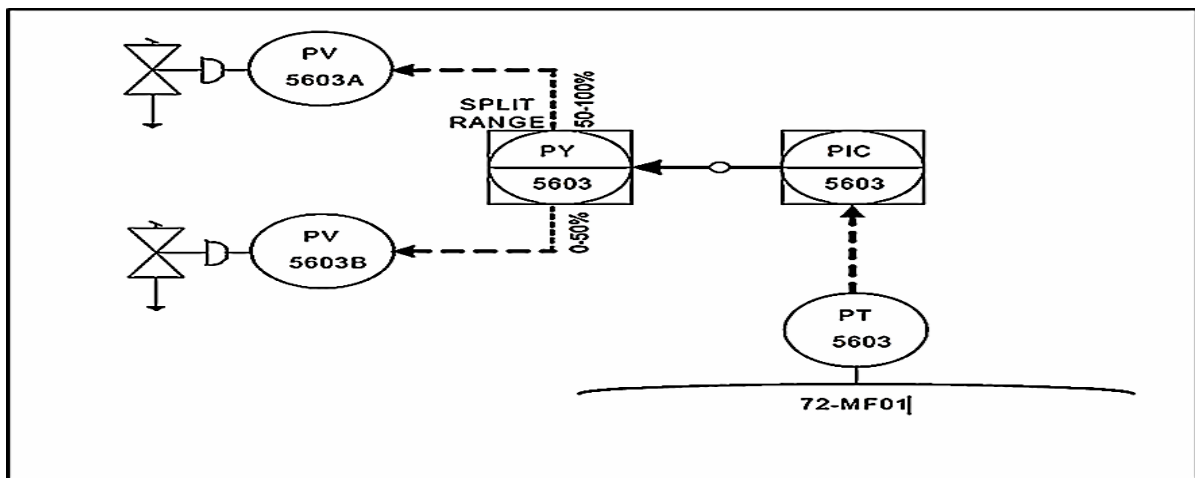 PV
5603A
SPLIT
RANGE
50-100%
PY
5603
PIC
5603
0-50%
PV
5603B
PT
5603
72-MF01